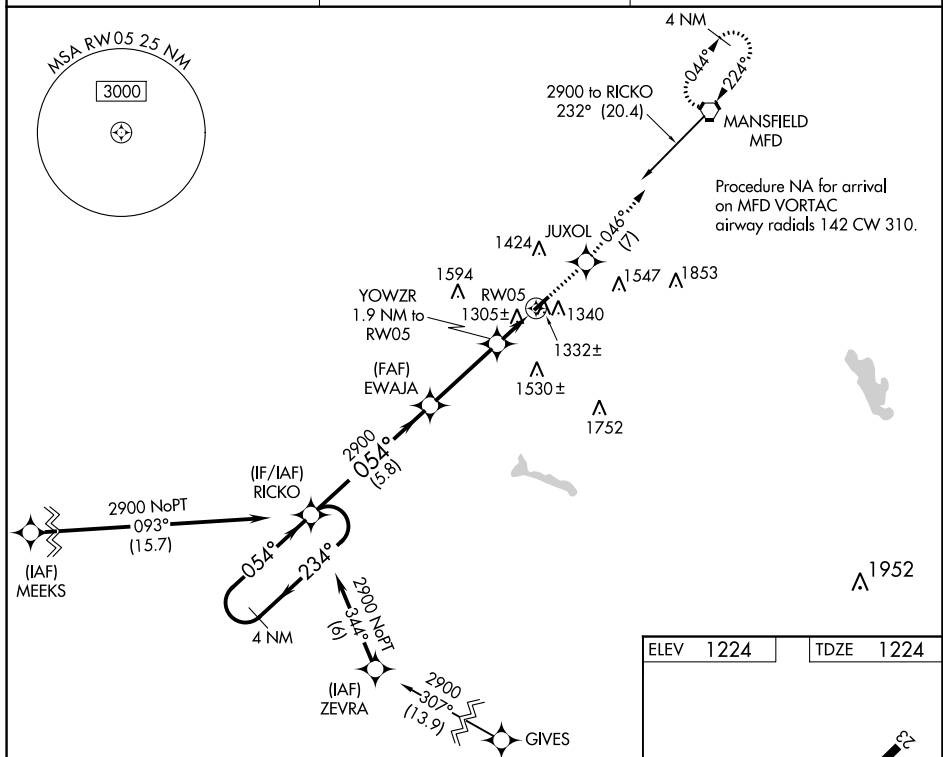 MSA RW05 25 NM
3000
4 NM
044°
224°
2900 to RICKO
232° (20.4)
MANSFIELD
MFD
Procedure NA for arrival
on MFD VORTAC
airway radials 142 CW 310.
046°
(7)
JUXOL
1424
1547
1853
1594
RW05
1305±
1340
YOWZR
1.9 NM to
RW05
1332±
1530±
(FAF)
EWAJA
1752
2900
054°
(5.8)
(IF/IAF)
RICKO
2900 NoPT
093°
(15.7)
(IAF)
MEEKS
054°
234°
4 NM
2900 NoPT
344°
(6)
1952
(IAF)
ZEVRA
2900
307°
(13.9)
GIVES
ELEV 1224
TDZE 1224
23